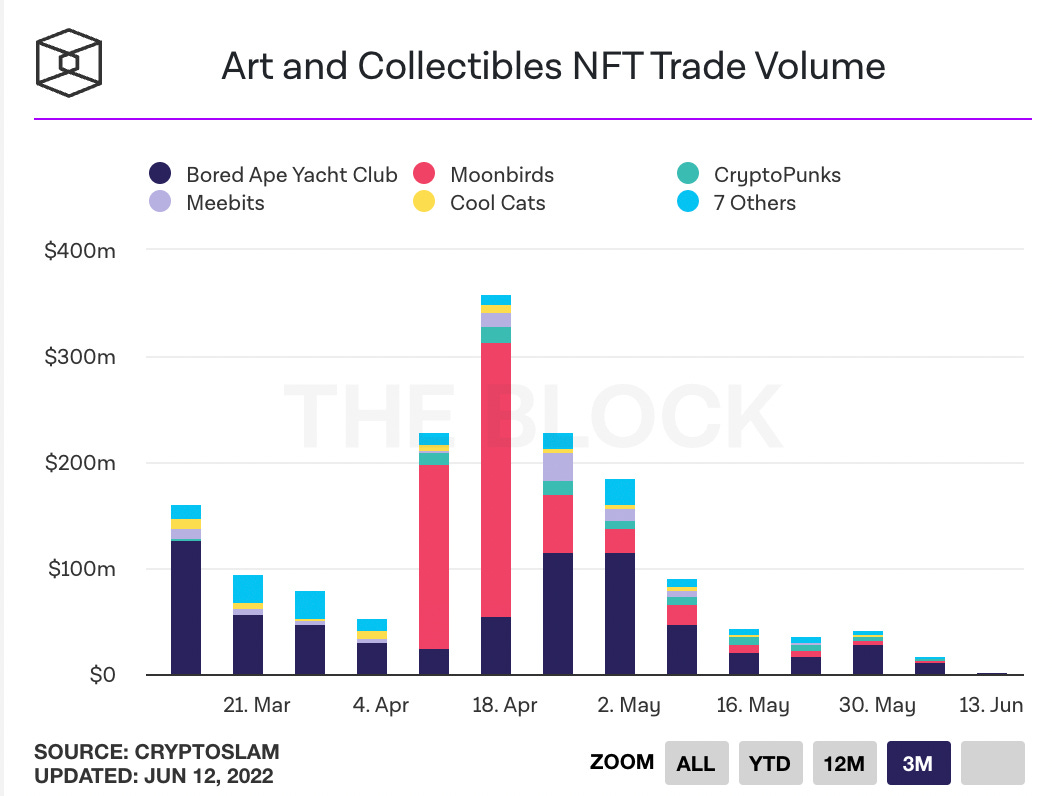 Art and Collectibles NFT Trade Volume
Bored Ape Yacht Club Moonbirds CryptoPunks
Meebits Cool Cats 7 Others
$400m
$300m
THE BLOCK
$200m
$100m
$0
21. Mar 4. Apr 18. Apr 2. May 16. May 30. May 13. Jun
SOURCE: CRYPTOSLAM
UPDATED: JUN 12, 2022
ZOOM ALL YTD 12M 3M